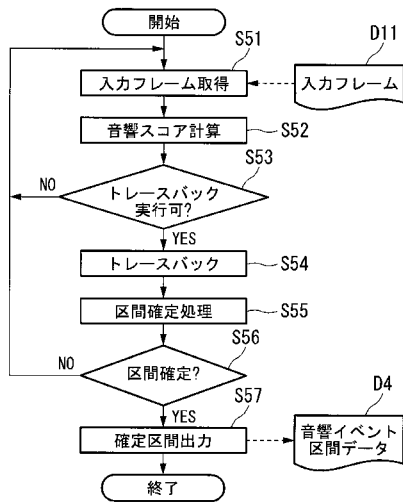 開始
S51
D11
入力フレーム取得
入力フレーム
音響スコア計算
S52
S53
NO
トレースバック
実行可?
YES
トレースバック
S54
区間確定処理
S55
S56
NO
区間確定?
YES
S57
D4
確定区間出力
音響イベント
区間データ
終了